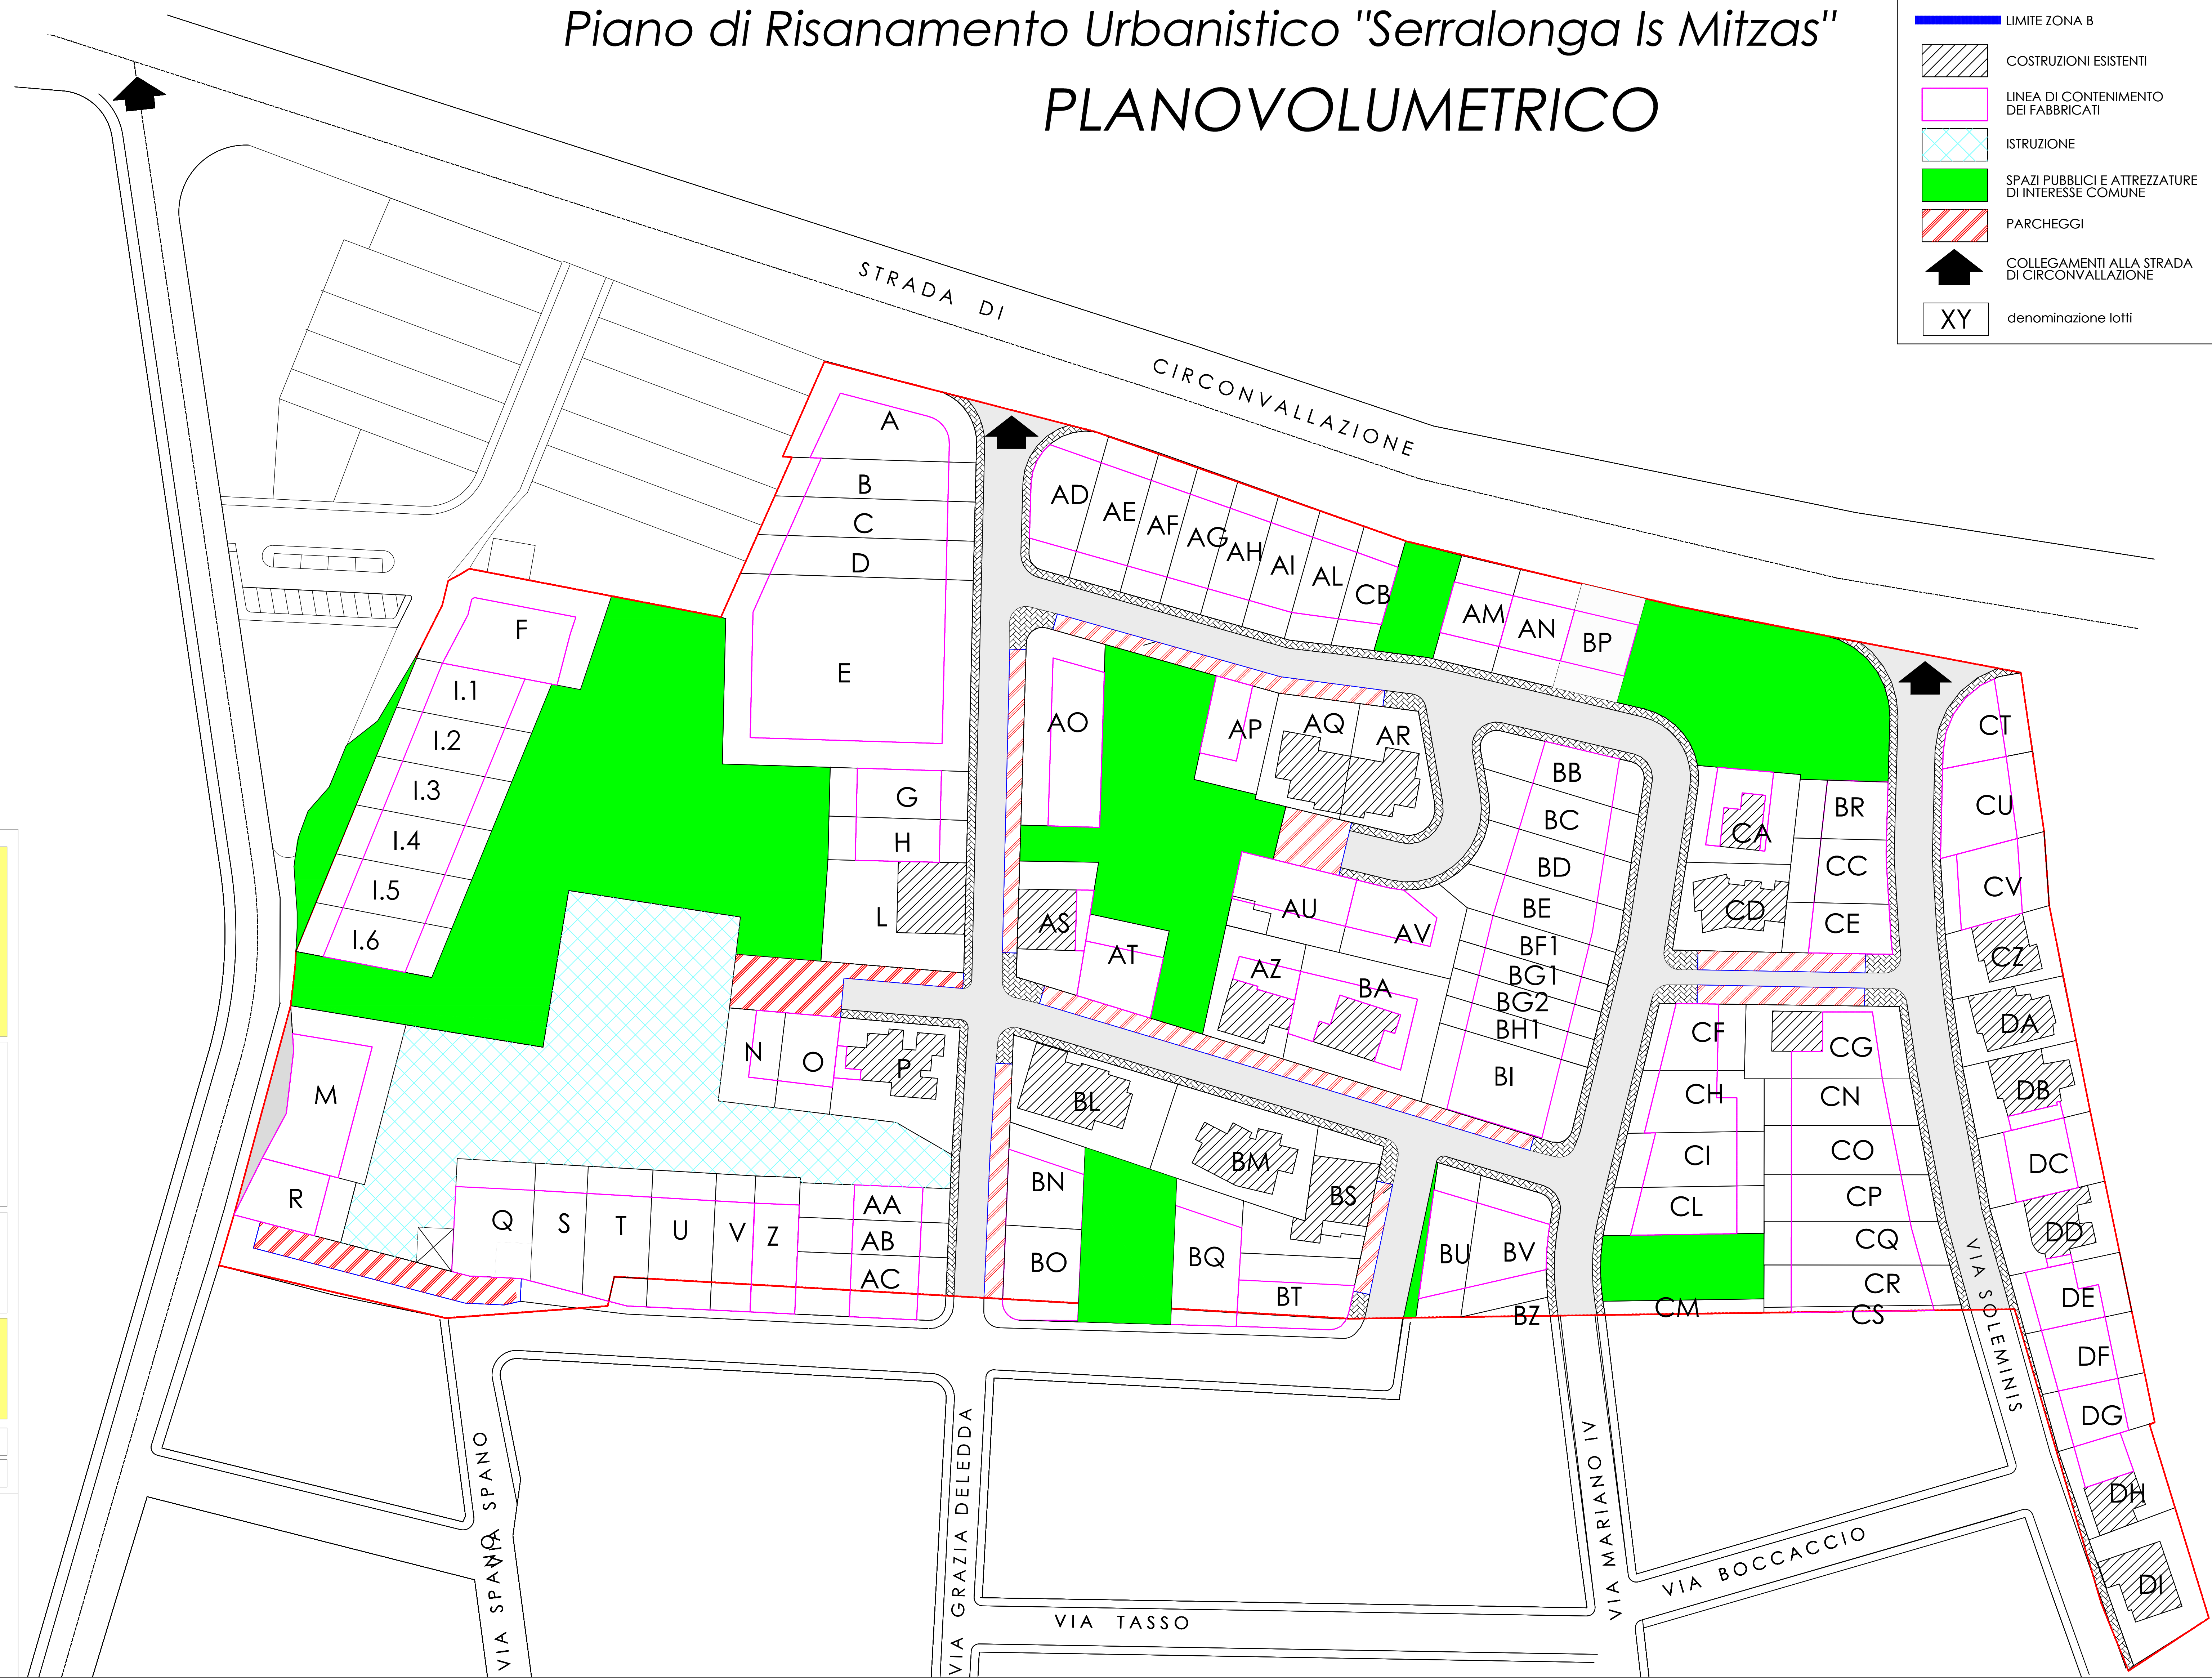 Piano di Risanamento Urbanistico "Serralonga Is Mitzas"
PLANOVOLUMETRICO
LIMITE ZONA B
COSTRUZIONI ESISTENTI
LINEA DI CONTENIMENTO
DEI FABBRICATI
ISTRUZIONE
SPAZI PUBBLICI E ATTREZZATURE
DI INTERESSE COMUNE
PARCHEGGI
COLLEGAMENTI ALLA STRADA
DI CIRCONVALLAZIONE
XY
denominazione lotti
STRADA DI
CIRCONVALLAZIONE
A
B
C
D
E
F
I.1
I.2
I.3
I.4
I.5
I.6
G
H
L
M
R
N
O
P
Q
S
T
U
V
Z
AA
AB
AC
AD
AE
AF
AG
AH
AI
AL
CB
AM
AN
BP
AO
AP
AQ
AR
AS
AT
AU
AV
AZ
BA
BB
BC
BD
BE
BF1
BG1
BG2
BH1
BI
BL
BM
BN
BO
BQ
BS
BT
BU
BV
BZ
CA
BR
CC
CD
CE
CF
CG
CH
CI
CL
CM
CN
CO
CP
CQ
CR
CS
CT
CU
CV
CZ
DA
DB
DC
DD
DE
DF
DG
DH
DI
VIA SPANO
VIA SPANO
VIA GRAZIA DELEDDA
VIA TASSO
VIA MARIANO IV
VIA BOCCACCIO
VIA SOLEMINIS